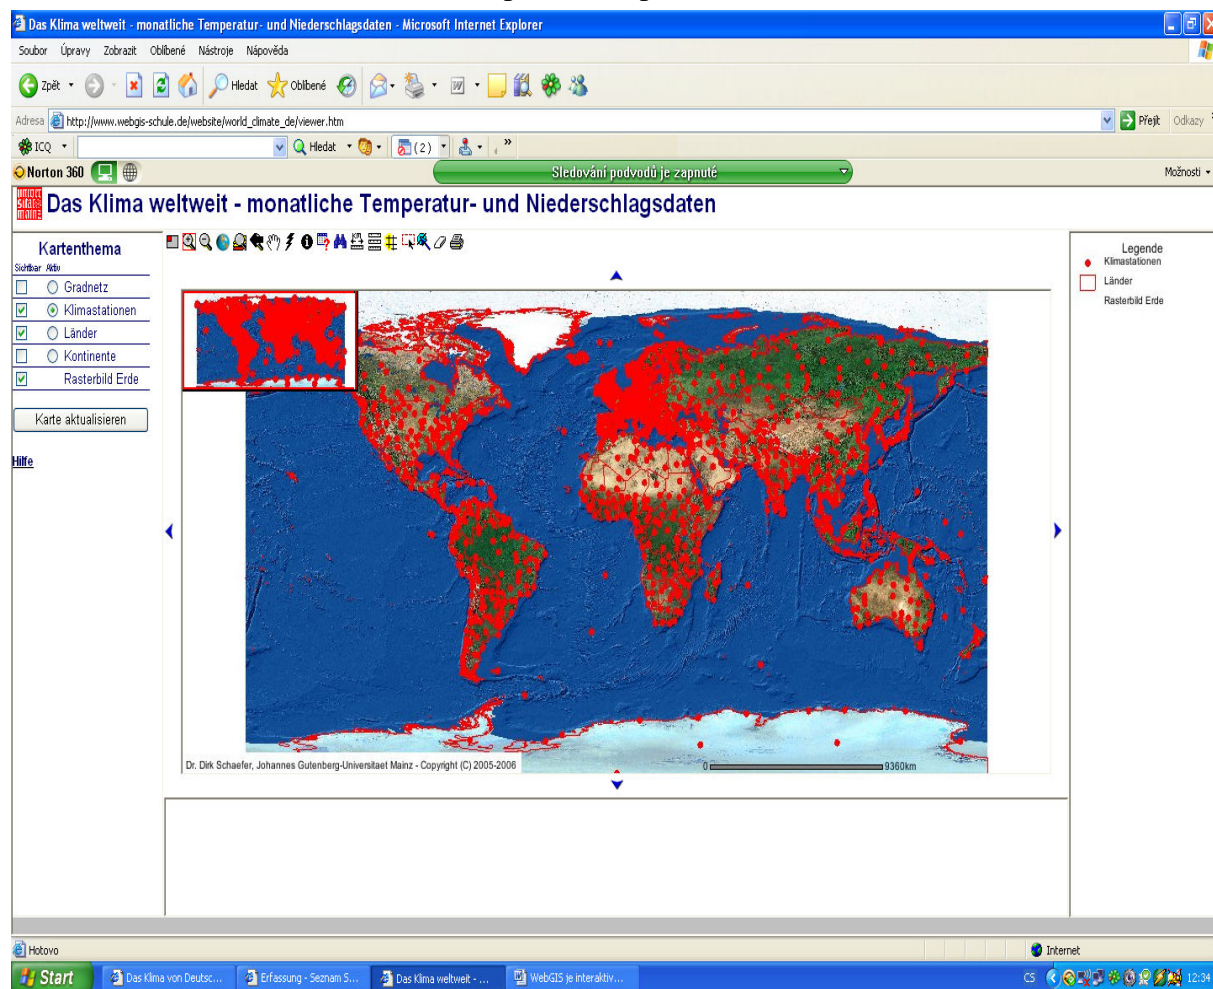 Das Klima weltweit - monatliche Temperatur- und Niederschlagsdaten - Microsoft Internet Explorer
Soubor Úpravy Zobrazit Oblíbené Nástroje Nápověda
Zpět Hledat Oblíbené
Adresa http://www.webgis-schule.de/website/world_climate_de/viewer.htm Přejít Odkazy
ICQ Hledat (2) »
Norton 360 Sledování podvodů je zapnuté Možnosti
Das Klima weltweit - monatliche Temperatur- und Niederschlagsdaten
Kartenthema
Sichtbar Aktiv
Gradnetz
Klimastationen
Länder
Kontinente
Rasterbild Erde
Karte aktualisieren
Hilfe
Legende
Klimastationen
Länder
Rasterbild Erde
Dr. Dirk Schaefer, Johannes Gutenberg-Universitaet Mainz - Copyright (C) 2005-2006
0 9360km
Hotovo Internet
Start Das Klima von Deutsc... Erfassung - Seznam S... Das Klima weltweit - ... WebGIS je interaktiv... CS 12:34